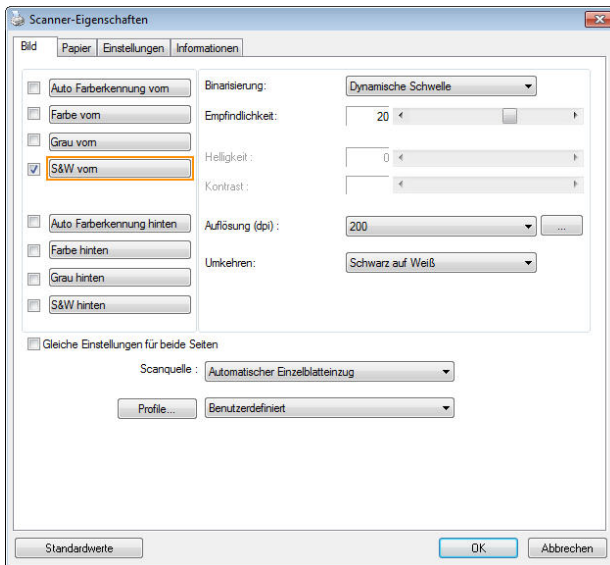 Scanner-Eigenschaften
Bild Papier Einstellungen Informationen
Auto Farberkennung vorn
Farbe vorn
Grau vorn
S&W vorn
Auto Farberkennung hinten
Farbe hinten
Grau hinten
S&W hinten
Binarisierung: Dynamische Schwelle
Empfindlichkeit: 20
Helligkeit : 0
Kontrast :
Auflösung (dpi) : 200 ...
Umkehren: Schwarz auf Weiß
Gleiche Einstellungen für beide Seiten
Scanquelle : Automatischer Einzelblatteinzug
Profile... Benutzerdefiniert
Standardwerte OK Abbrechen